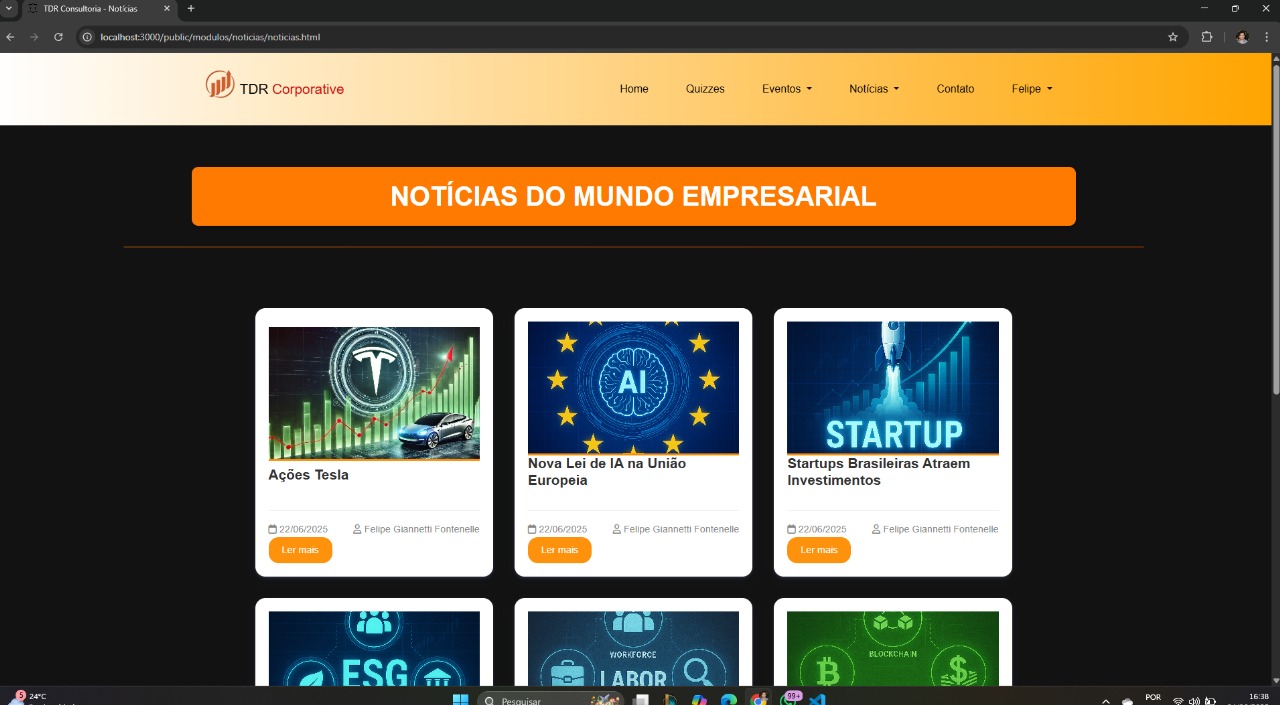 TDR Consultoria - Notícias
localhost:3000/public/modulos/noticias/noticias.html
TDR Corporative
Home
Quizzes
Eventos
Notícias
Contato
Felipe
NOTÍCIAS DO MUNDO EMPRESARIAL
AI
STARTUP
Ações Tesla
Nova Lei de IA na União
Europeia
Startups Brasileiras Atraem
Investimentos
22/06/2025
Felipe Giannetti Fontenelle
22/06/2025
Felipe Giannetti Fontenelle
22/06/2025
Felipe Giannetti Fontenelle
Ler mais
Ler mais
Ler mais
ESG
WORKFORCE
LABOR
BLOCKCHAIN
5
24°C
Pesquisar
99+
POR
16:38